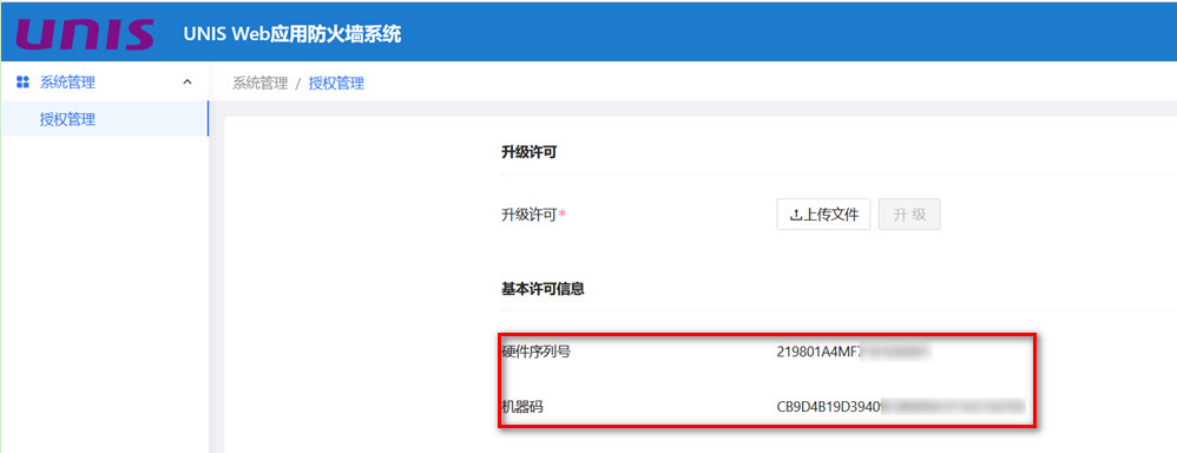 UNIS UNIS Web应用防火墙系统
系统管理 系统管理 / 授权管理
授权管理
升级许可
升级许可* 上传文件 升 级
基本许可信息
硬件序列号 219801A4MF
机器码 CB9D4B19D3940